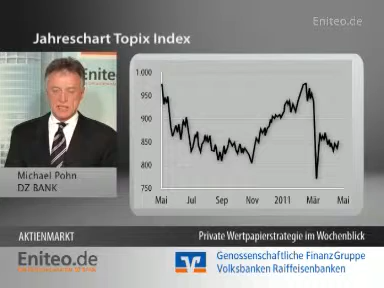 Eniteo.de
Jahreschart Topix Index
Eniteo
1.000
950
900
850
800
750
Mai Jul Sep Nov 2011 Mär Mai
Michael Pohn
DZ BANK
AKTIENMARKT
Private Wertpapierstrategie im Wochenblick
Eniteo.de
Genossenschaftliche FinanzGruppe
Volksbanken Raiffeisenbanken